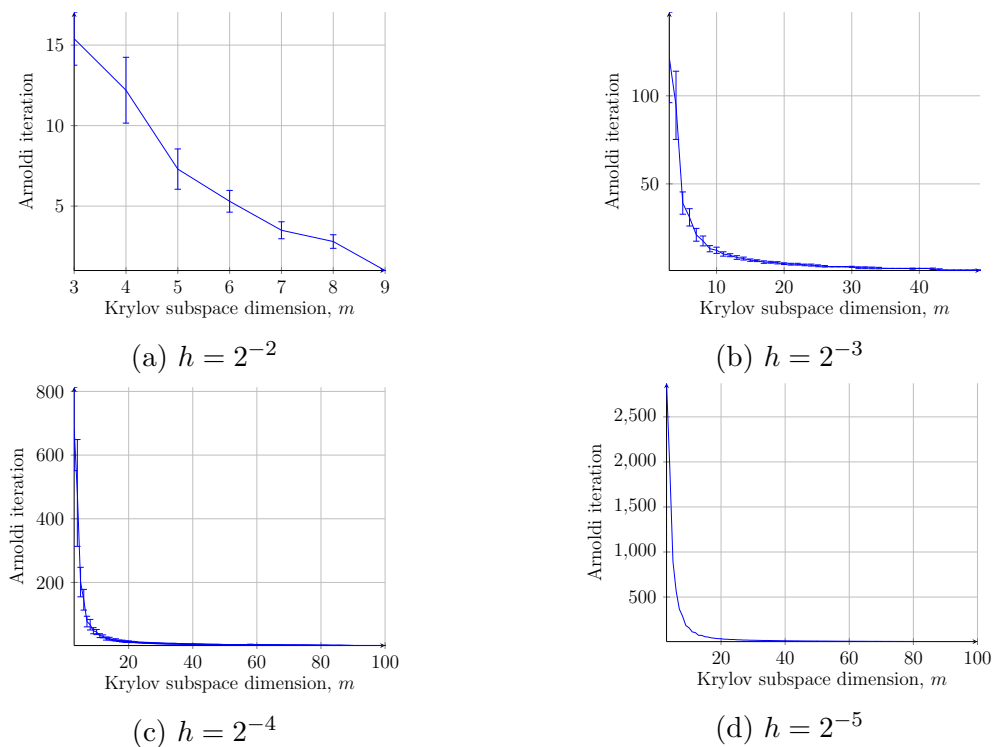 15
10
5
Arnoldi iteration
3 4 5 6 7 8 9
Krylov subspace dimension, m
(a) h = 2⁻²
100
50
Arnoldi iteration
10 20 30 40
Krylov subspace dimension, m
(b) h = 2⁻³
800
600
400
200
Arnoldi iteration
20 40 60 80 100
Krylov subspace dimension, m
(c) h = 2⁻⁴
2,500
2,000
1,500
1,000
500
Arnoldi iteration
20 40 60 80 100
Krylov subspace dimension, m
(d) h = 2⁻⁵